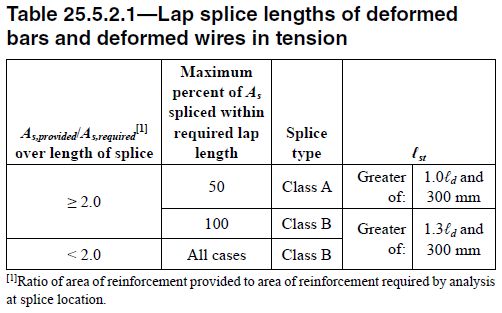 Table 25.5.2.1—Lap splice lengths of deformed
bars and deformed wires in tension
As,provided/As,required[1]
over length of splice
Maximum
percent of As
spliced within
required lap
length
Splice
type
ℓst
≥ 2.0
50
Class A
Greater
of:
1.0ℓd and
300 mm
100
Class B
Greater
of:
1.3ℓd and
300 mm
< 2.0
All cases
Class B
[1]Ratio of area of reinforcement provided to area of reinforcement required by analysis
at splice location.